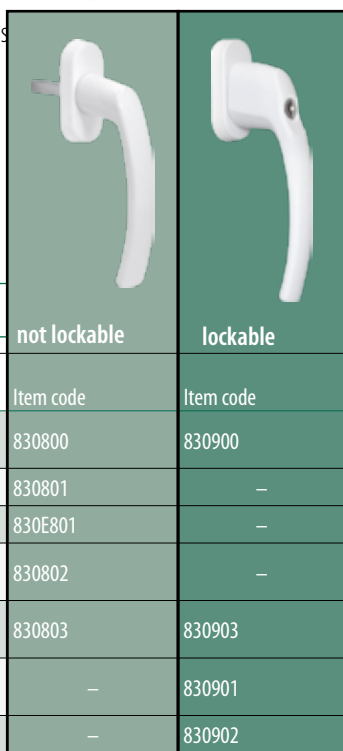 s
not lockable lockable
Item code Item code
830800 830900
830801 –
830E801 –
830802 –
830803 830903
– 830901
– 830902